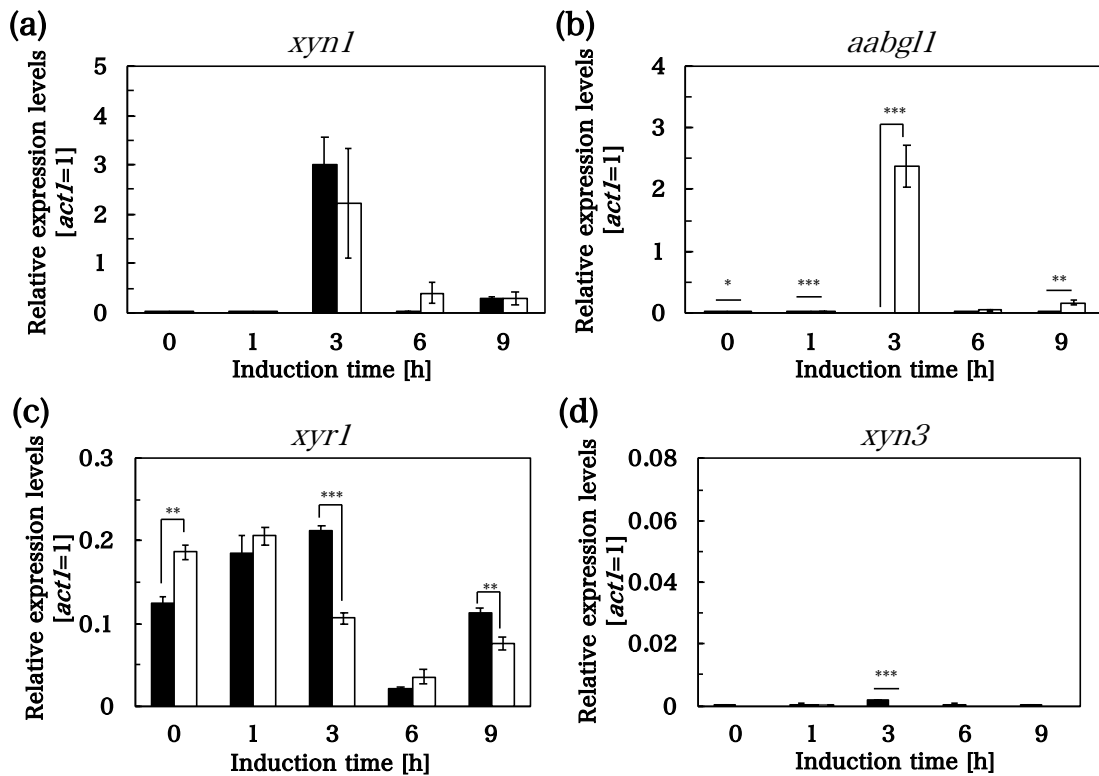 (a)
xyn1
Relative expression levels
[act1=1]
5
4
3
2
1
0
0 1 3 6 9
Induction time [h]
(b)
aabgl1
Relative expression levels
[act1=1]
4
3
2
1
0
*
***
***
**
0 1 3 6 9
Induction time [h]
(c)
xyr1
Relative expression levels
[act1=1]
0.3
0.2
0.1
0
**
***
**
0 1 3 6 9
Induction time [h]
(d)
xyn3
Relative expression levels
[act1=1]
0.08
0.06
0.04
0.02
0
***
0 1 3 6 9
Induction time [h]